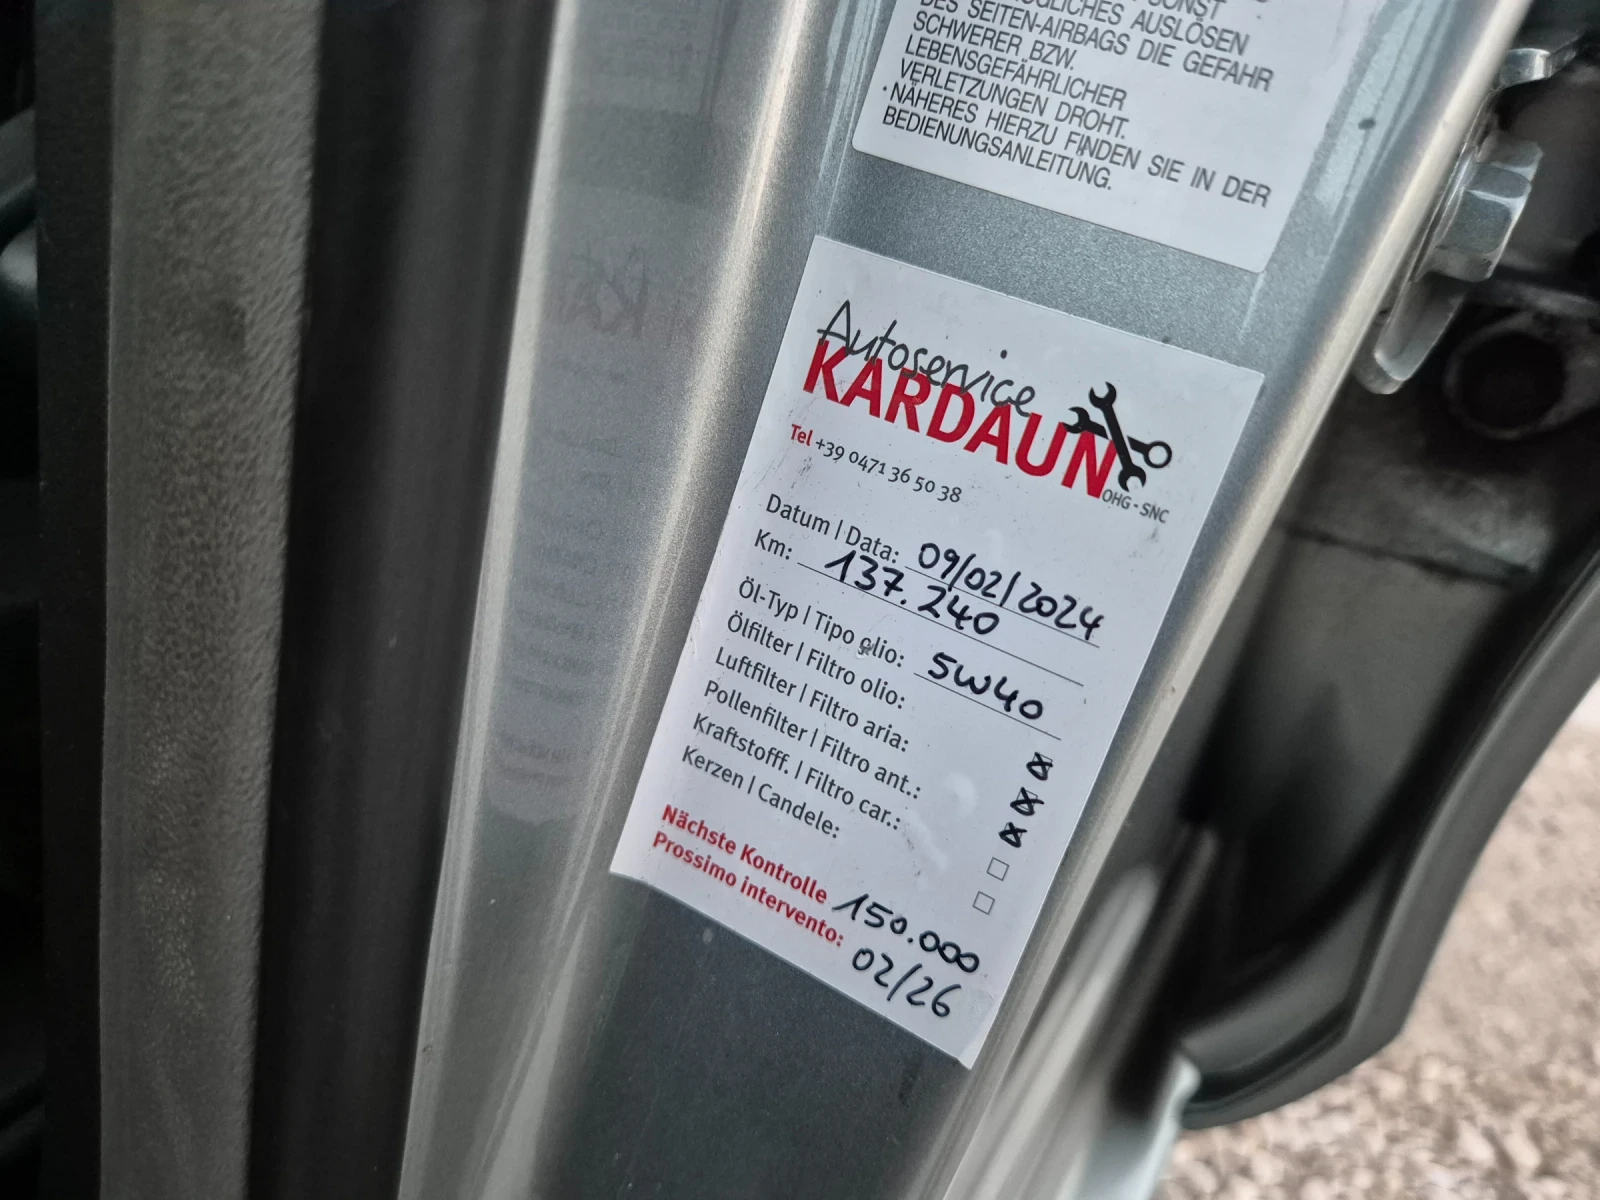 SONST
MÖGLICHES AUSLÖSEN
DES SEITEN-AIRBAGS DIE GEFAHR
SCHWERER BZW.
LEBENSGEFÄHRLICHER
VERLETZUNGEN DROHT.
·NÄHERES HIERZU FINDEN SIE IN DER
BEDIENUNGSANLEITUNG.
Autoservice
KARDAUN
OHG - SNC
Tel +39 0471 36 50 38
Datum | Data: 09/02/2024
Km: 137.240
Öl-Typ | Tipo olio: 5W40
Ölfilter | Filtro olio:
Luftfilter | Filtro aria:
Pollenfilter | Filtro ant.:
Kraftstofff. | Filtro car.:
Kerzen | Candele:
Nächste Kontrolle 150.000
Prossimo intervento: 02/26